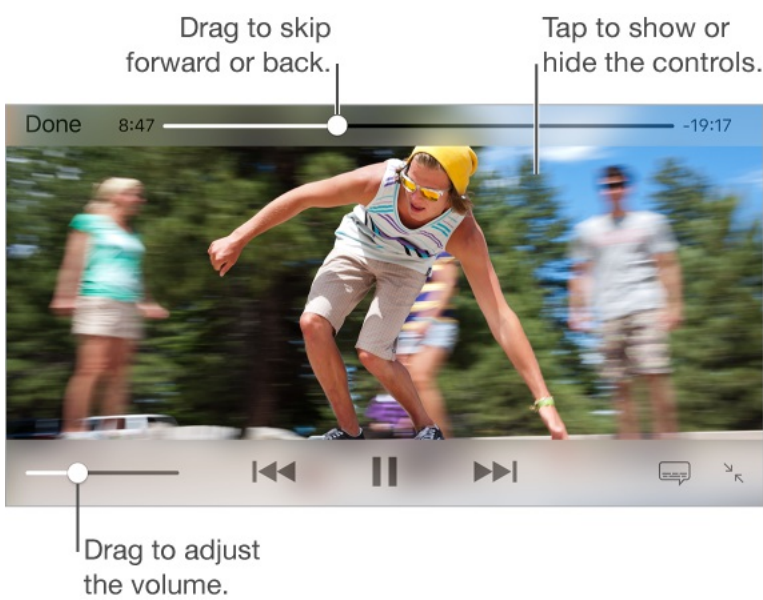 Drag to skip
forward or back.
Tap to show or
hide the controls.
Done 8:47 -19:17
Drag to adjust
the volume.